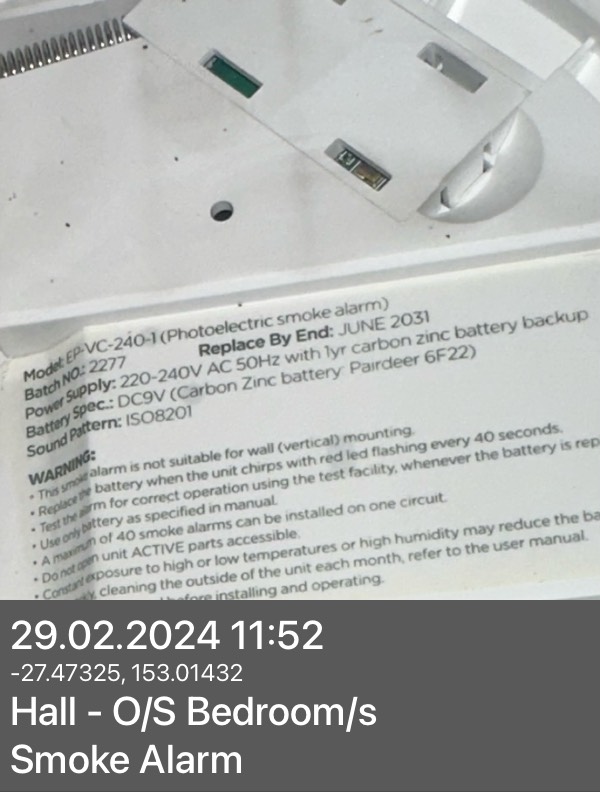 Model: EP-VC-240-1 (Photoelectric smoke alarm)
Batch NO.: 2277 Replace By End: JUNE 2031
Power Supply: 220-240V AC 50Hz with 1yr carbon zinc battery backup
Battery Spec.: DC9V (Carbon Zinc battery: Pairdeer 6F22)
Sound Pattern: ISO8201
WARNING:
• This smoke alarm is not suitable for wall (vertical) mounting.
• Replace the battery when the unit chirps with red led flashing every 40 seconds.
• Test the alarm for correct operation using the test facility, whenever the battery is rep
• Use only battery as specified in manual.
• A maximum of 40 smoke alarms can be installed on one circuit.
• Do not open unit ACTIVE parts accessible.
• Constant exposure to high or low temperatures or high humidity may reduce the ba
cleaning the outside of the unit each month, refer to the user manual.
before installing and operating.
29.02.2024 11:52
-27.47325, 153.01432
Hall - O/S Bedroom/s
Smoke Alarm